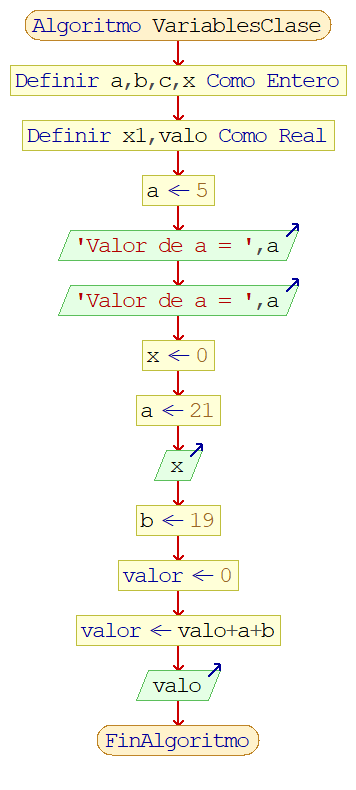 Algoritmo VariablesClase
Definir a,b,c,x Como Entero
Definir x1,valo Como Real
a ← 5
'Valor de a = ',a
'Valor de a = ',a
x ← 0
a ← 21
x
b ← 19
valor ← 0
valor ← valo+a+b
valo
FinAlgoritmo